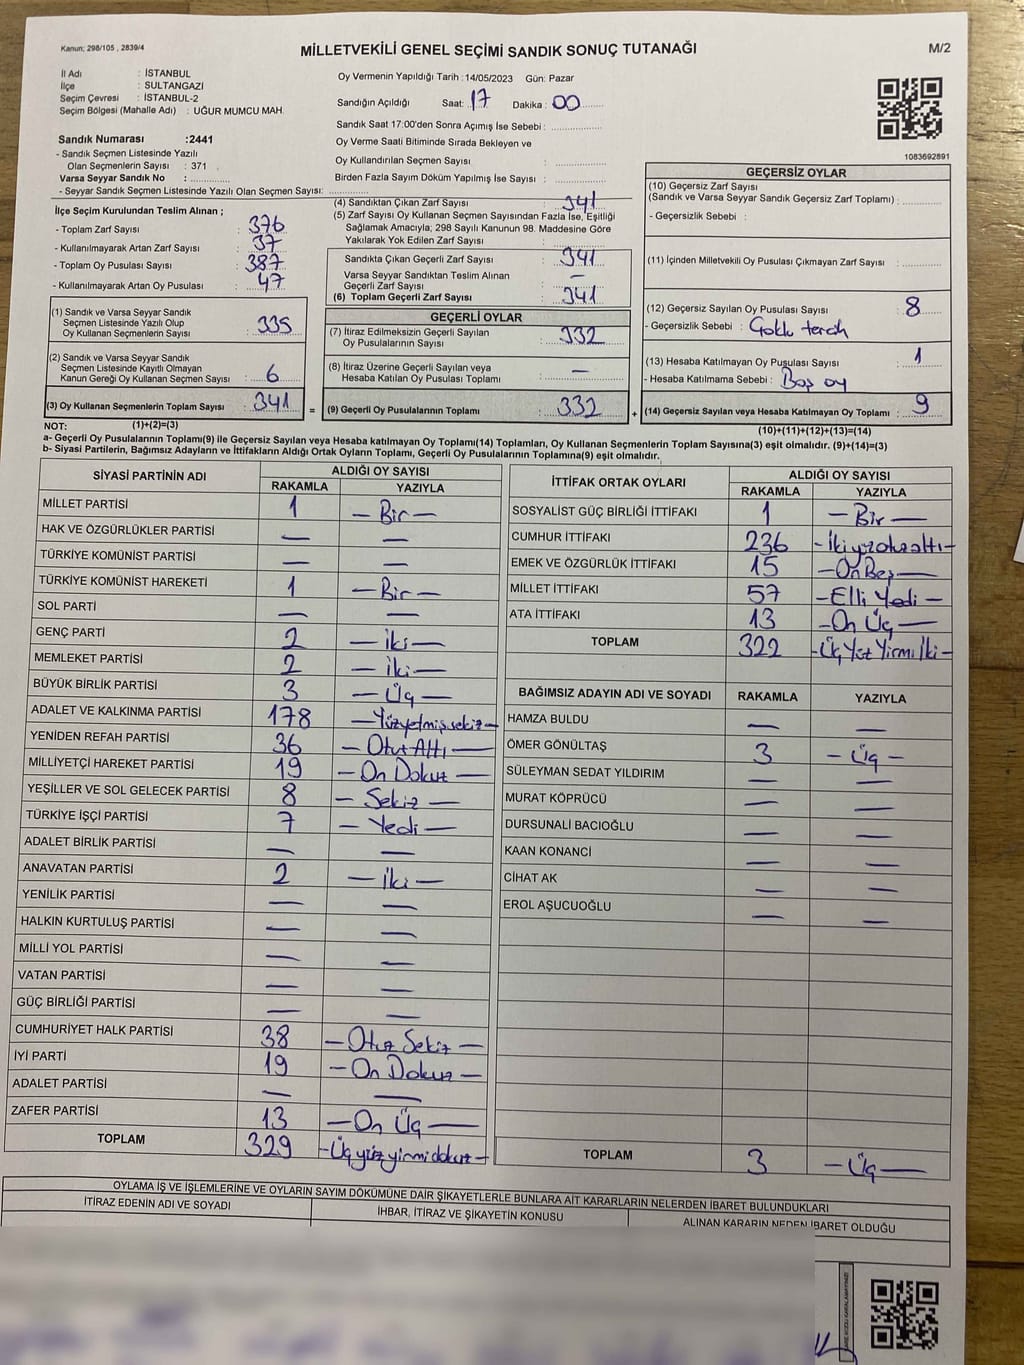 Kanun; 298/105 , 2839/4
MİLLETVEKİLİ GENEL SEÇİMİ SANDIK SONUÇ TUTANAĞI
M/2
İl Adı : İSTANBUL
İlçe : SULTANGAZİ
Seçim Çevresi : İSTANBUL-2
Seçim Bölgesi (Mahalle Adı) : UĞUR MUMCU MAH.
Sandık Numarası :2441
- Sandık Seçmen Listesinde Yazılı
Olan Seçmenlerin Sayısı : 371
Varsa Seyyar Sandık No :
- Seyyar Sandık Seçmen Listesinde Yazılı Olan Seçmen Sayısı:
Oy Vermenin Yapıldığı Tarih :14/05/2023 Gün: Pazar
Sandığın Açıldığı Saat: 17 Dakika : 00
Sandık Saat 17:00'den Sonra Açımış İse Sebebi :
Oy Verme Saati Bitiminde Sırada Bekleyen ve
Oy Kullandırılan Seçmen Sayısı :
Birden Fazla Sayım Döküm Yapılmış İse Sayısı :
1083692891
İlçe Seçim Kurulundan Teslim Alınan ;
- Toplam Zarf Sayısı : 376
- Kullanılmayarak Artan Zarf Sayısı : 37
- Toplam Oy Pusulası Sayısı : 387
- Kullanılmayarak Artan Oy Pusulası : 47
(1) Sandık ve Varsa Seyyar Sandık
Seçmen Listesinde Yazılı Olup
Oy Kullanan Seçmenlerin Sayısı : 335
(2) Sandık ve Varsa Seyyar Sandık
Seçmen Listesinde Kayıtlı Olmayan
Kanun Gereği Oy Kullanan Seçmen Sayısı : 6
(3) Oy Kullanan Seçmenlerin Toplam Sayısı : 341
(1)+(2)=(3)
(4) Sandıktan Çıkan Zarf Sayısı : 341
(5) Zarf Sayısı Oy Kullanan Seçmen Sayısından Fazla İse, Eşitliği
Sağlamak Amacıyla; 298 Sayılı Kanunun 98. Maddesine Göre
Yakılarak Yok Edilen Zarf Sayısı :
Sandıkta Çıkan Geçerli Zarf Sayısı : 341
Varsa Seyyar Sandıktan Teslim Alınan
Geçerli Zarf Sayısı : —
(6) Toplam Geçerli Zarf Sayısı : 341
GEÇERLİ OYLAR
(7) İtiraz Edilmeksizin Geçerli Sayılan
Oy Pusulalarının Sayısı : 332
(8) İtiraz Üzerine Geçerli Sayılan veya
Hesaba Katılan Oy Pusulası Toplamı : —
= (9) Geçerli Oy Pusulalarının Toplamı : 332
GEÇERSİZ OYLAR
(10) Geçersiz Zarf Sayısı
(Sandık ve Varsa Seyyar Sandık Geçersiz Zarf Toplamı) :
- Geçersizlik Sebebi :
(11) İçinden Milletvekili Oy Pusulası Çıkmayan Zarf Sayısı :
(12) Geçersiz Sayılan Oy Pusulası Sayısı : 8
- Geçersizlik Sebebi : Çoklu tercih
(13) Hesaba Katılmayan Oy Pusulası Sayısı : 1
- Hesaba Katılmama Sebebi : Boş oy
+ (14) Geçersiz Sayılan veya Hesaba Katılmayan Oy Toplamı : 9
(10)+(11)+(12)+(13)=(14)
NOT:
a- Geçerli Oy Pusulalarının Toplamı(9) ile Geçersiz Sayılan veya Hesaba katılmayan Oy Toplamı(14) Toplamları, Oy Kullanan Seçmenlerin Toplam Sayısına(3) eşit olmalıdır. (9)+(14)=(3)
b- Siyasi Partilerin, Bağımsız Adayların ve İttifakların Aldığı Ortak Oyların Toplamı, Geçerli Oy Pusulalarının Toplamına(9) eşit olmalıdır.
SİYASİ PARTİNİN ADI ALDIĞI OY SAYISI
RAKAMLA YAZIYLA
MİLLET PARTİSİ 1 — Bir —
HAK VE ÖZGÜRLÜKLER PARTİSİ — —
TÜRKİYE KOMÜNİST PARTİSİ — —
TÜRKİYE KOMÜNİST HAREKETİ 1 — Bir —
SOL PARTİ — —
GENÇ PARTİ 2 — İki —
MEMLEKET PARTİSİ 2 — İki —
BÜYÜK BİRLİK PARTİSİ 3 — Üç —
ADALET VE KALKINMA PARTİSİ 178 — Yüzyetmişsekiz —
YENİDEN REFAH PARTİSİ 36 — Otuz Altı —
MİLLİYETÇİ HAREKET PARTİSİ 19 — On Dokuz —
YEŞİLLER VE SOL GELECEK PARTİSİ 8 — Sekiz —
TÜRKİYE İŞÇİ PARTİSİ 7 — Yedi —
ADALET BİRLİK PARTİSİ — —
ANAVATAN PARTİSİ 2 — İki —
YENİLİK PARTİSİ — —
HALKIN KURTULUŞ PARTİSİ — —
MİLLİ YOL PARTİSİ — —
VATAN PARTİSİ — —
GÜÇ BİRLİĞİ PARTİSİ — —
CUMHURİYET HALK PARTİSİ 38 — Otuz Sekiz —
İYİ PARTİ 19 — On Dokuz —
ADALET PARTİSİ — —
ZAFER PARTİSİ 13 — On Üç —
TOPLAM 329 — Üçyüzyirmidokuz —
İTTİFAK ORTAK OYLARI ALDIĞI OY SAYISI
RAKAMLA YAZIYLA
SOSYALİST GÜÇ BİRLİĞİ İTTİFAKI 1 — Bir —
CUMHUR İTTİFAKI 236 — İkiyüzotuzaltı —
EMEK VE ÖZGÜRLÜK İTTİFAKI 15 — On Beş —
MİLLET İTTİFAKI 57 — Elli Yedi —
ATA İTTİFAKI 13 — On Üç —
TOPLAM 322 — Üç Yüz Yirmi İki —
BAĞIMSIZ ADAYIN ADI VE SOYADI RAKAMLA YAZIYLA
HAMZA BULDU — —
ÖMER GÖNÜLTAŞ 3 — Üç —
SÜLEYMAN SEDAT YILDIRIM — —
MURAT KÖPRÜCÜ — —
DURSUNALİ BACIOĞLU — —
KAAN KONANCİ — —
CİHAT AK — —
EROL AŞUCUOĞLU — —
TOPLAM 3 — Üç —
OYLAMA İŞ VE İŞLEMLERİNE VE OYLARIN SAYIM DÖKÜMÜNE DAİR ŞİKAYETLERLE BUNLARA AİT KARARLARIN NELERDEN İBARET BULUNDUKLARI
İTİRAZ EDENİN ADI VE SOYADI İHBAR, İTİRAZ VE ŞİKAYETİN KONUSU ALINAN KARARIN NEDEN İBARET OLDUĞU